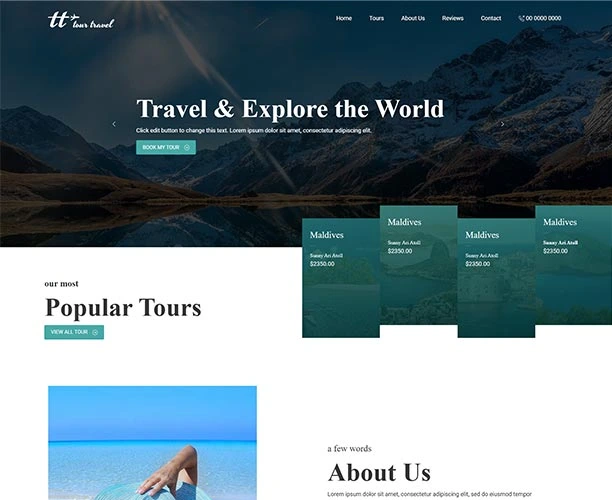 tt tour travel
Home Tours About Us Reviews Contact 00 0000 0000
Travel & Explore the World
Click edit button to change this text. Lorem ipsum dolor sit amet, consectetur adipiscing elit.
BOOK MY TOUR
Maldives
Sunny Ari Atoll
$2350.00
Maldives
Sunny Ari Atoll
$2350.00
Maldives
Sunny Ari Atoll
$2350.00
Maldives
Sunny Ari Atoll
$2350.00
our most
Popular Tours
VIEW ALL TOUR
a few words
About Us
Lorem ipsum dolor sit amet, consectetur adipiscing elit, sed do eiusmod tempor